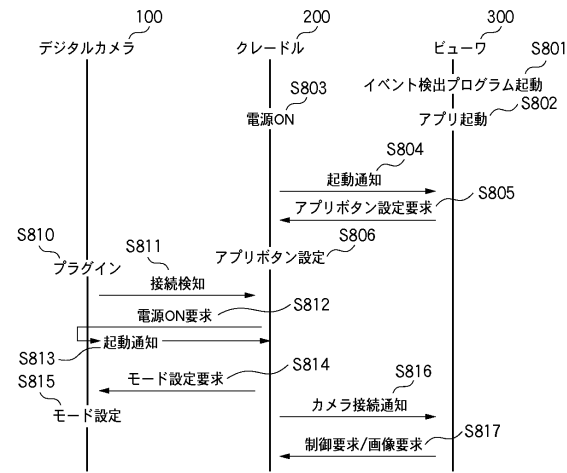 100
200
300
デジタルカメラ
クレードル
ビューワ
S801
イベント検出プログラム起動
S803
S802
電源ON
アプリ起動
S804
起動通知
S805
アプリボタン設定要求
S810
S811
S806
プラグイン
アプリボタン設定
接続検知
S812
電源ON要求
起動通知
S813
S814
モード設定要求
S815
S816
モード設定
カメラ接続通知
S817
制御要求/画像要求